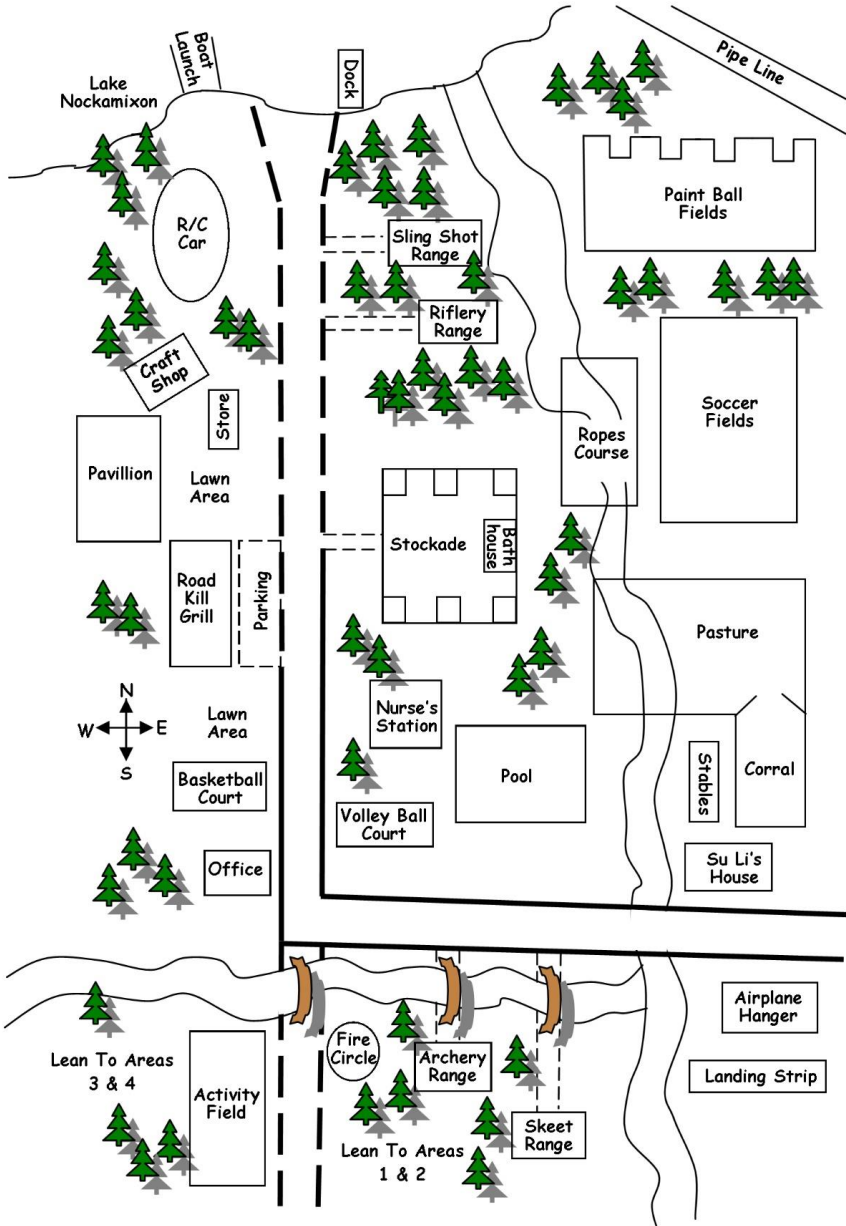 Boat
Launch
Dock
Pipe Line
Lake
Nockamixon
Paint Ball
Fields
R/C
Car
Sling Shot
Range
Riflery
Range
Craft
Shop
Store
Soccer
Fields
Ropes
Course
Pavillion
Lawn
Area
Stockade
Bath
house
Road
Kill
Grill
Parking
Pasture
N
W
E
S
Lawn
Area
Nurse's
Station
Basketball
Court
Pool
Stables
Corral
Volley Ball
Court
Office
Su Li's
House
Airplane
Hanger
Fire
Circle
Lean To Areas
3 & 4
Archery
Range
Landing Strip
Activity
Field
Skeet
Range
Lean To Areas
1 & 2